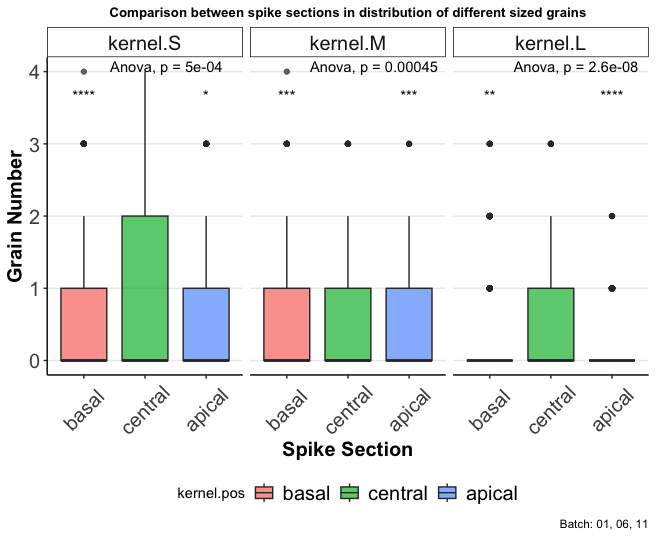 Comparison between spike sections in distribution of different sized grains
kernel.S kernel.M kernel.L
Anova, p = 5e-04 Anova, p = 0.00045 Anova, p = 2.6e-08
**** * *** *** ** ****
4
3
2
1
0
Grain Number
basal central apical basal central apical basal central apical
Spike Section
kernel.pos basal central apical
Batch: 01, 06, 11